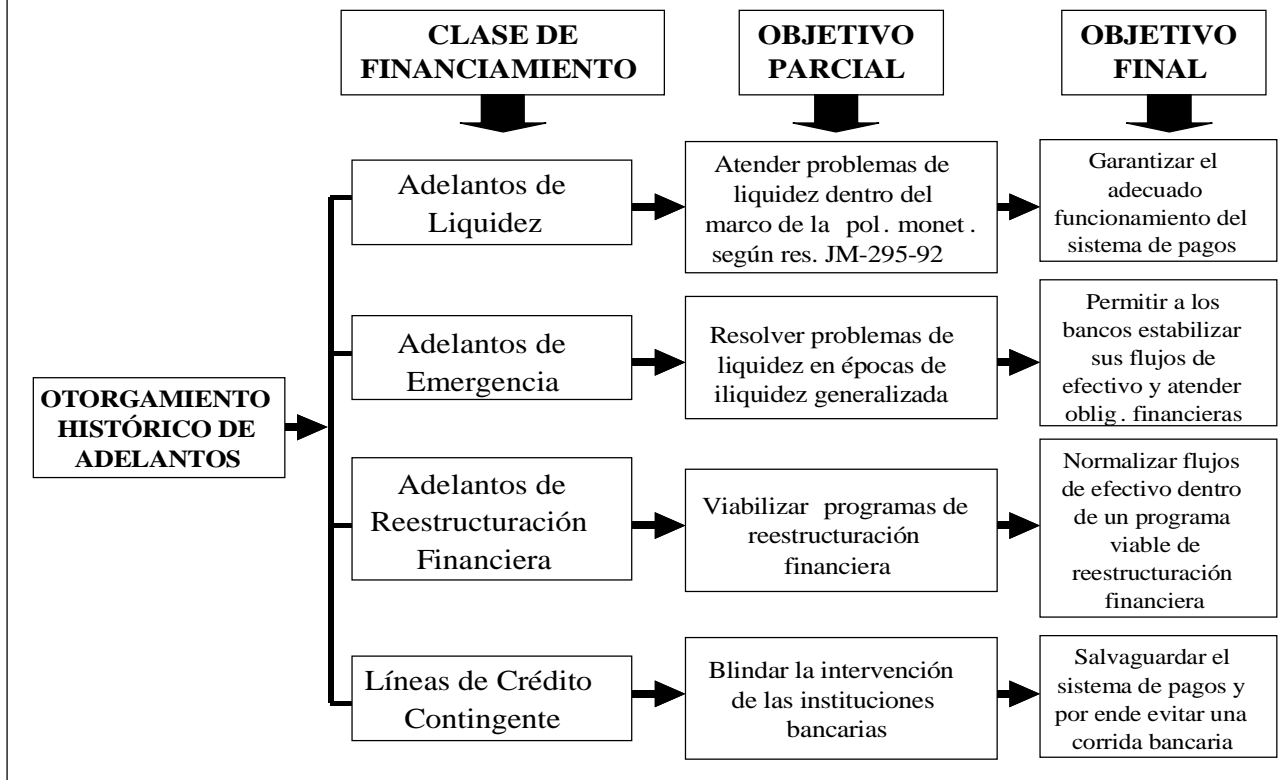 CLASE DE
FINANCIAMIENTO
OBJETIVO
PARCIAL
OBJETIVO
FINAL
OTORGAMIENTO
HISTÓRICO DE
ADELANTOS
Adelantos de
Liquidez
Atender problemas de
liquidez dentro del
marco de la pol. monet.
según res. JM-295-92
Garantizar el
adecuado
funcionamiento del
sistema de pagos
Adelantos de
Emergencia
Resolver problemas de
liquidez en épocas de
iliquidez generalizada
Permitir a los
bancos estabilizar
sus flujos de
efectivo y atender
oblig. financieras
Adelantos de
Reestructuración
Financiera
Viabilizar programas de
reestructuración
financiera
Normalizar flujos
de efectivo dentro
de un programa
viable de
reestructuración
financiera
Líneas de Crédito
Contingente
Blindar la intervención
de las instituciones
bancarias
Salvaguardar el
sistema de pagos y
por ende evitar una
corrida bancaria